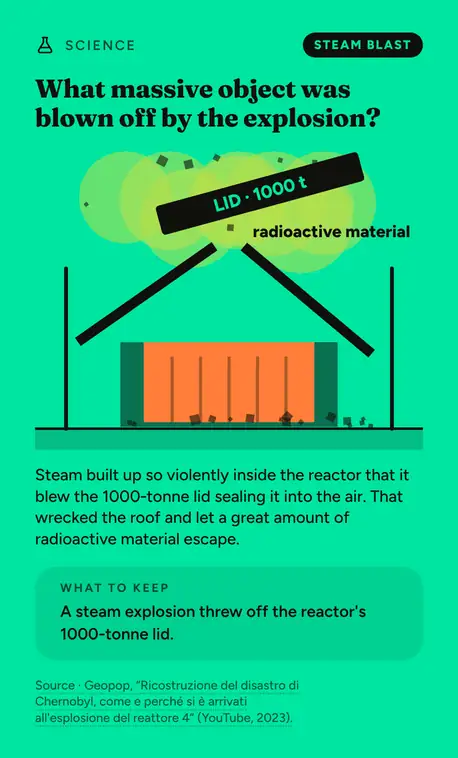 SCIENCE
STEAM BLAST
What massive object was
blown off by the explosion?
LID · 1000 t
radioactive material
Steam built up so violently inside the reactor that it
blew the 1000-tonne lid sealing it into the air. That
wrecked the roof and let a great amount of
radioactive material escape.
WHAT TO KEEP
A steam explosion threw off the reactor's
1000-tonne lid.
Source · Geopop, “Ricostruzione del disastro di
Chernobyl, come e perché si è arrivati
all'esplosione del reattore 4” (YouTube, 2023).